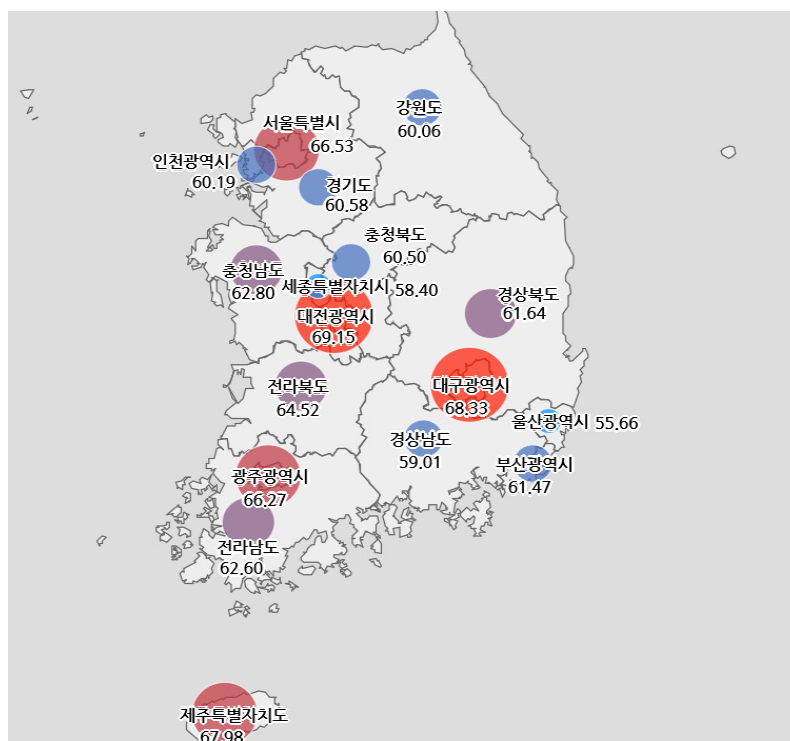 강원도
60.06
서울특별시
66.53
인천광역시
60.19
경기도
60.58
충청북도
60.50
충청남도
62.80
세종특별자치시 58.40
대전광역시
69.15
경상북도
61.64
전라북도
64.52
대구광역시
68.33
울산광역시 55.66
경상남도
59.01
부산광역시
61.47
광주광역시
66.27
전라남도
62.60
제주특별자치도
67.98